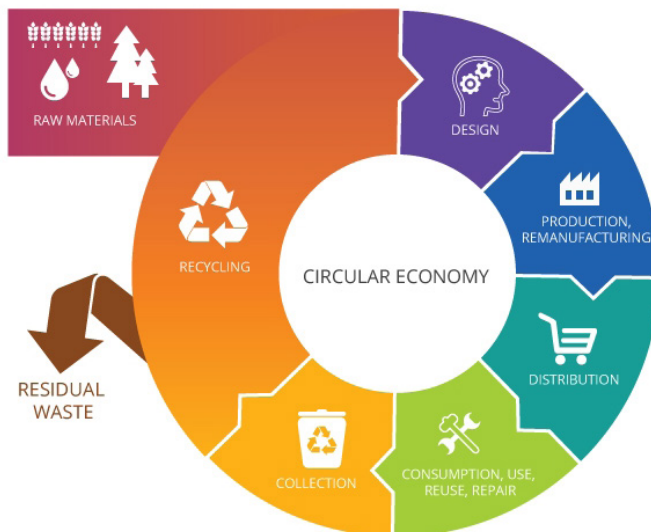 RAW MATERIALS
DESIGN
PRODUCTION,
REMANUFACTURING
RECYCLING
CIRCULAR ECONOMY
DISTRIBUTION
RESIDUAL
WASTE
COLLECTION
CONSUMPTION, USE,
REUSE, REPAIR